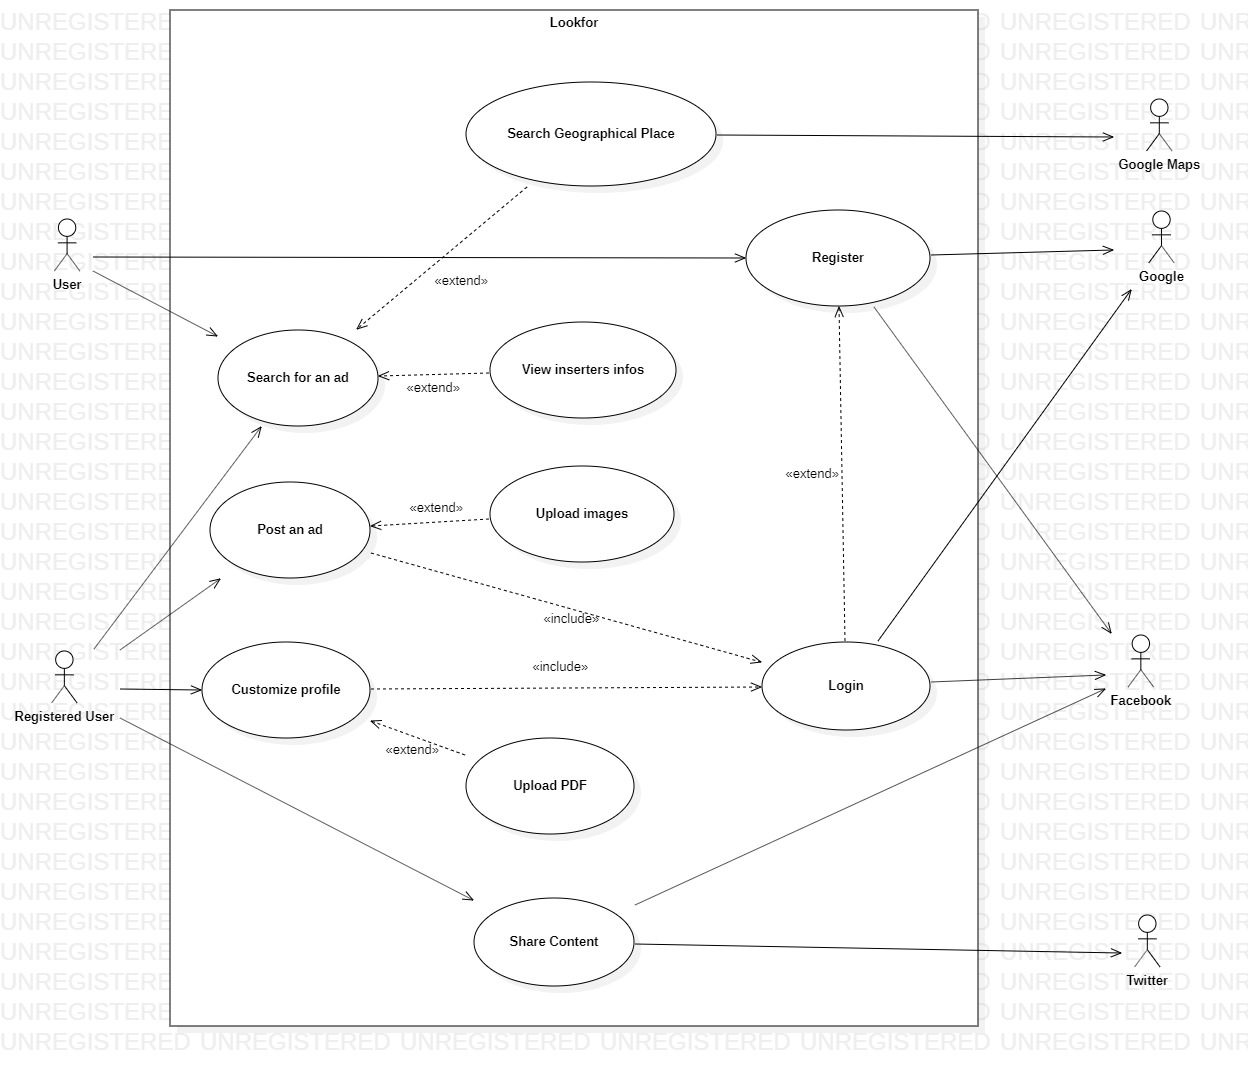 Lookfor
Search Geographical Place
Google Maps
Register
Google
User
«extend»
Search for an ad
View inserters infos
«extend»
«extend»
Post an ad
«extend»
Upload images
«include»
«include»
Customize profile
Login
Registered User
Facebook
«extend»
Upload PDF
Share Content
Twitter
UNREGISTERED UNREGISTERED UNREGISTERED UNREGISTERED UNREGISTERED UNREGISTERED UNR